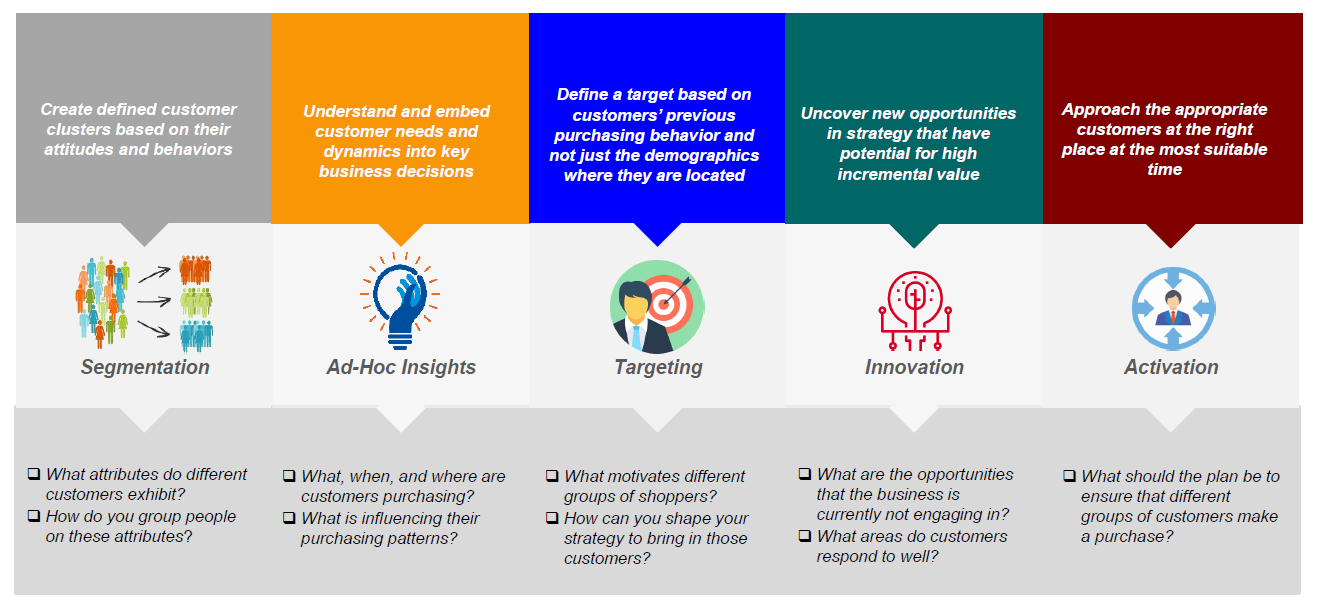 Create defined customer
clusters based on their
attitudes and behaviors
Understand and embed
customer needs and
dynamics into key
business decisions
Define a target based on
customers’ previous
purchasing behavior and
not just the demographics
where they are located
Uncover new opportunities
in strategy that have
potential for high
incremental value
Approach the appropriate
customers at the right
place at the most suitable
time
Segmentation
Ad-Hoc Insights
Targeting
Innovation
Activation
❑ What attributes do different
customers exhibit?
❑ How do you group people
on these attributes?
❑ What, when, and where are
customers purchasing?
❑ What is influencing their
purchasing patterns?
❑ What motivates different
groups of shoppers?
❑ How can you shape your
strategy to bring in those
customers?
❑ What are the opportunities
that the business is
currently not engaging in?
❑ What areas do customers
respond to well?
❑ What should the plan be to
ensure that different
groups of customers make
a purchase?